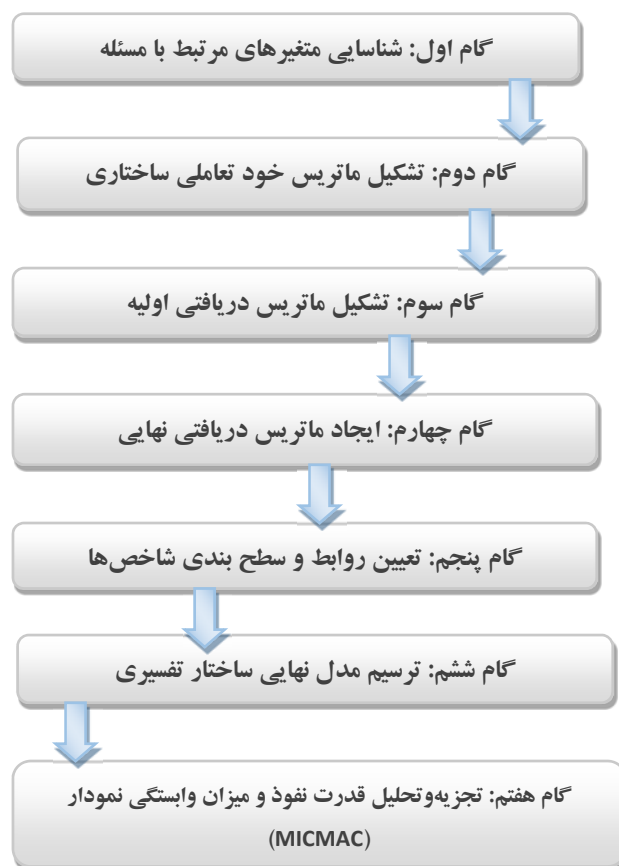 گام اول: شناسایی متغیرهای مرتبط با مسئله
گام دوم: تشکیل ماتریس خود تعاملی ساختاری
گام سوم: تشکیل ماتریس دریافتی اولیه
گام چهارم: ایجاد ماتریس دریافتی نهایی
گام پنجم: تعیین روابط و سطح بندی شاخص‌ها
گام ششم: ترسیم مدل نهایی ساختار تفسیری
گام هفتم: تجزیه‌وتحلیل قدرت نفوذ و میزان وابستگی نمودار
(MICMAC)